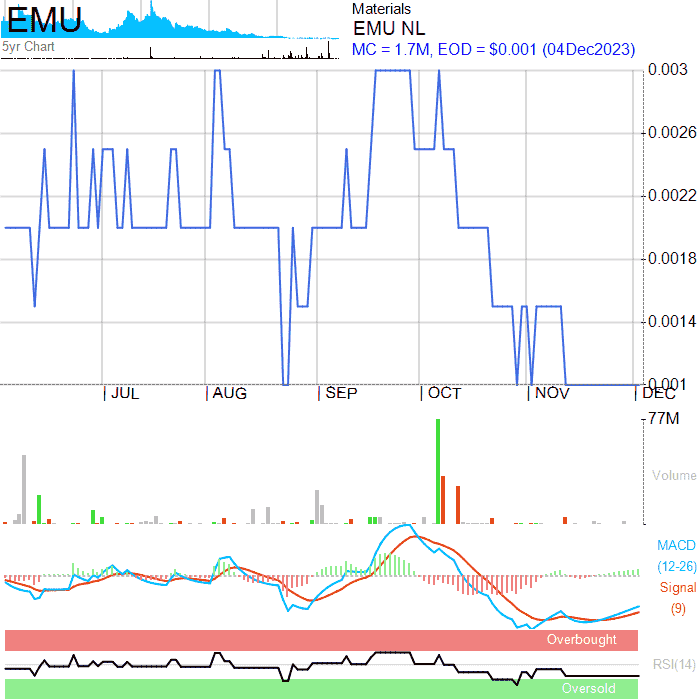 EMU
5yr Chart
Materials
EMU NL
MC = 1.7M, EOD = $0.001 (04Dec2023)
0.003
0.0026
0.0022
0.0018
0.0014
0.001
JUL AUG SEP OCT NOV DEC
77M
Volume
MACD
(12-26)
Signal
(9)
Overbought
RSI(14)
Oversold